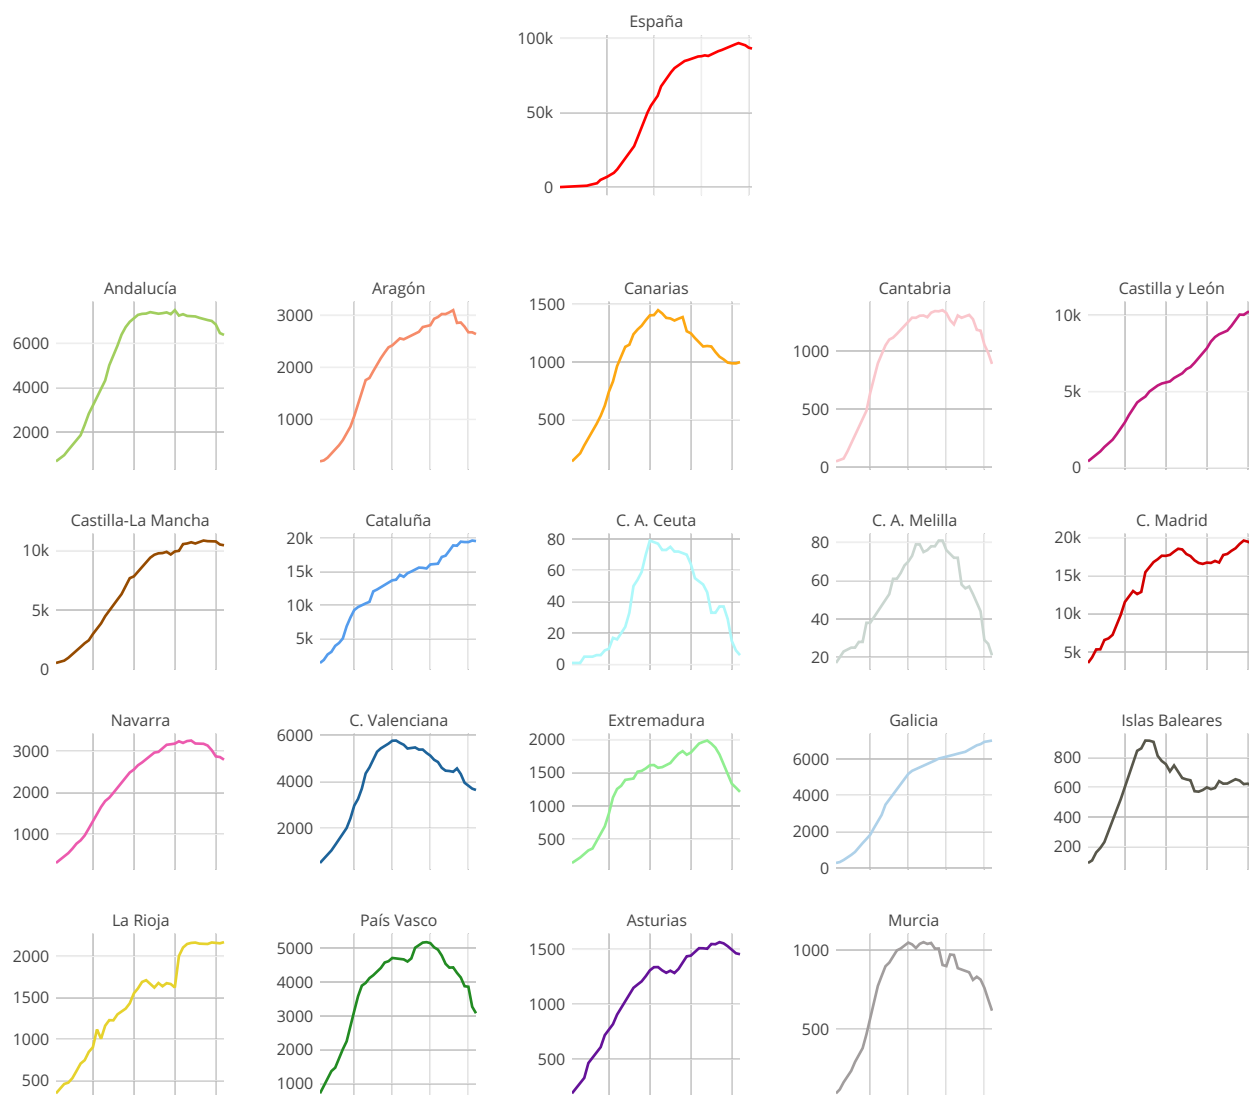 España
100k
50k
0
Andalucía
Aragón
Canarias
Cantabria
Castilla y León
6000
4000
2000
3000
2000
1000
1500
1000
500
1000
500
0
10k
5k
0
Castilla-La Mancha
Cataluña
C. A. Ceuta
C. A. Melilla
C. Madrid
10k
5k
0
20k
15k
10k
5k
80
60
40
20
0
80
60
40
20
20k
15k
10k
5k
Navarra
C. Valenciana
Extremadura
Galicia
Islas Baleares
3000
2000
1000
6000
4000
2000
2000
1500
1000
500
6000
4000
2000
0
800
600
400
200
La Rioja
País Vasco
Asturias
Murcia
2000
1500
1000
500
5000
4000
3000
2000
1000
1500
1000
500
1000
500